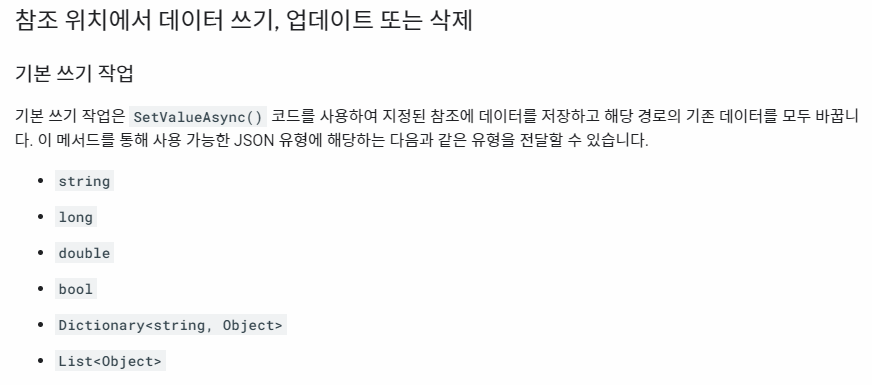 참조 위치에서 데이터 쓰기, 업데이트 또는 삭제
기본 쓰기 작업
기본 쓰기 작업은 SetValueAsync() 코드를 사용하여 지정된 참조에 데이터를 저장하고 해당 경로의 기존 데이터를 모두 바꿉니
다. 이 메서드를 통해 사용 가능한 JSON 유형에 해당하는 다음과 같은 유형을 전달할 수 있습니다.
• string
• long
• double
• bool
• Dictionary<string, Object>
• List<Object>